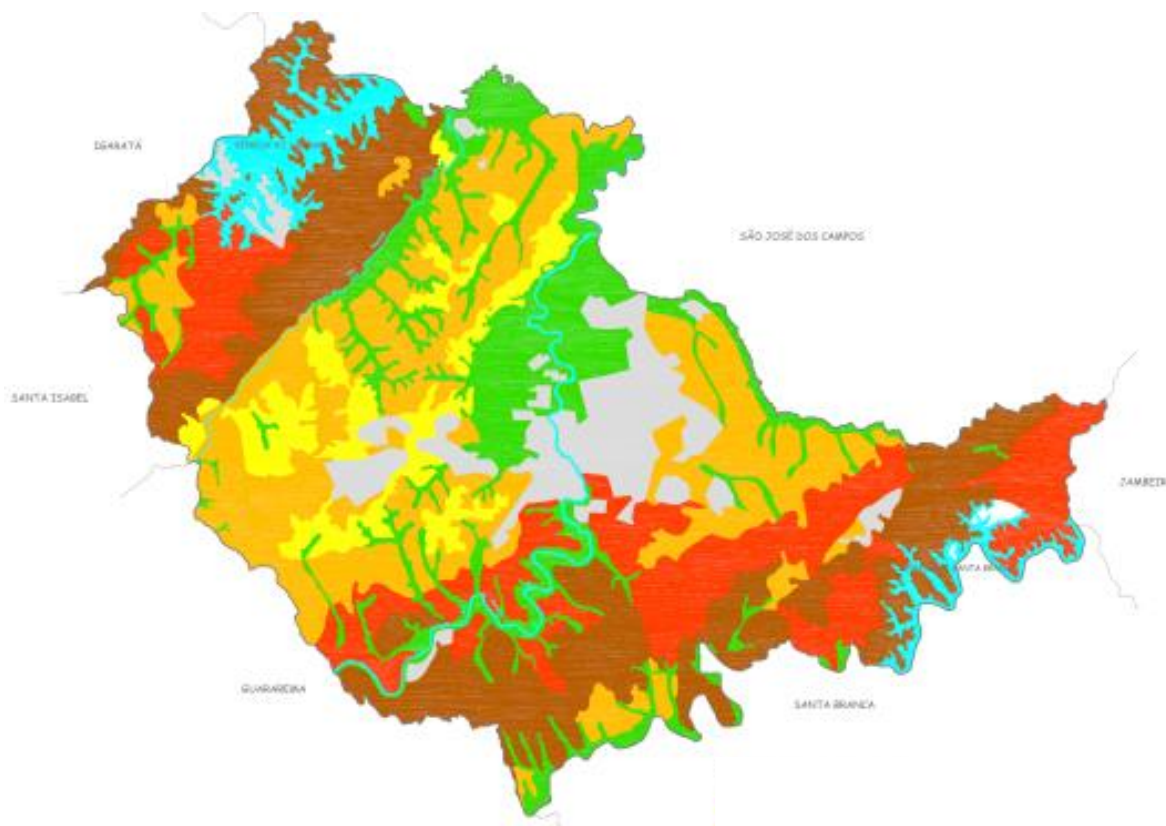 IGARATÁ
SÃO JOSÉ DOS CAMPOS
SANTA ISABEL
JAMBEIR
GUARAREMA
SANTA BRANCA